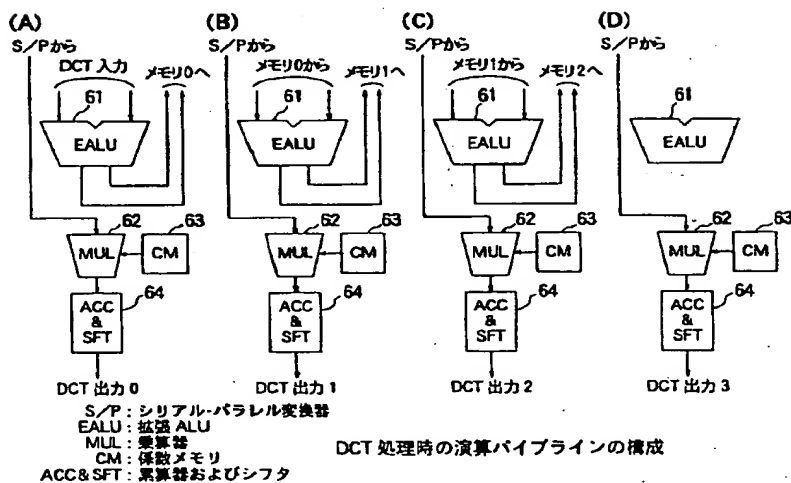 (A) (B) (C) (D)
S/Pから S/Pから S/Pから S/Pから
DCT 入力 メモリ0へ メモリ0から メモリ1へ メモリ1から メモリ2へ
61 61 61 61
EALU EALU EALU EALU
62 63 62 63 62 63 62 63
MUL CM MUL CM MUL CM MUL CM
64 64 64 64
ACC & SFT ACC & SFT ACC & SFT ACC & SFT
DCT 出力 0 DCT 出力 1 DCT 出力 2 DCT 出力 3
S/P : シリアル-パラレル変換器
EALU : 拡張 ALU
MUL : 乗算器
CM : 係数メモリ
ACC&SFT : 累算器およびシフタ
DCT 処理時の演算パイプラインの構成